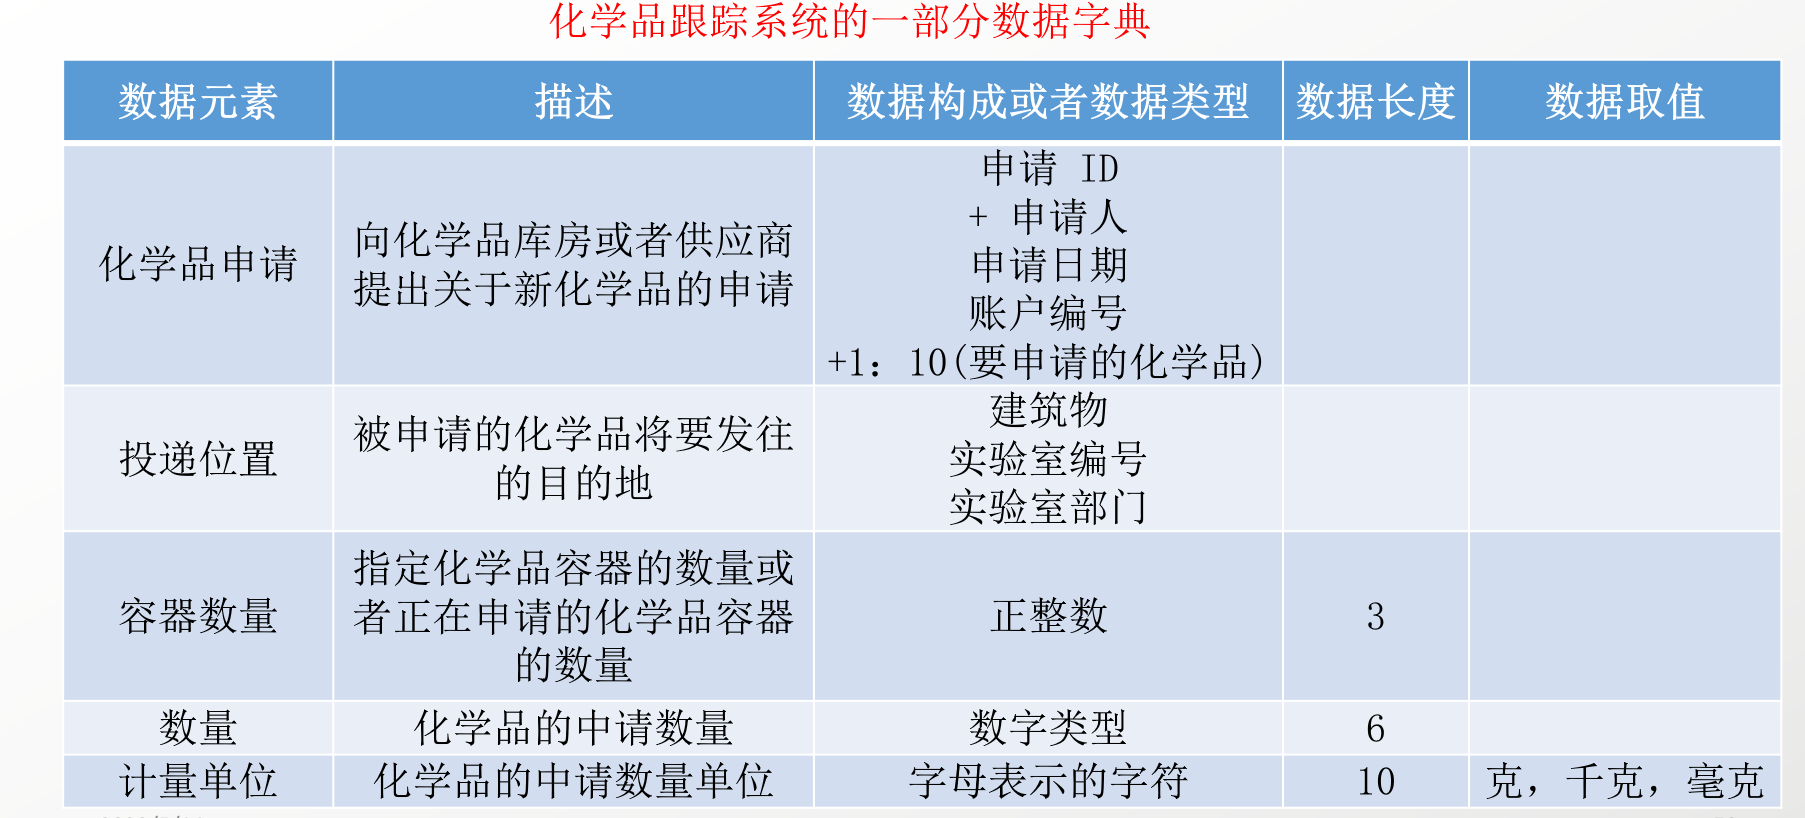 化学品跟踪系统的一部分数据字典
数据元素 描述 数据构成或者数据类型 数据长度 数据取值
化学品申请
向化学品库房或者供应商
提出关于新化学品的申请
申请 ID
+ 申请人
申请日期
账户编号
+1: 10(要申请的化学品)
投递位置
被申请的化学品将要发往
的目的地
建筑物
实验室编号
实验室部门
容器数量
指定化学品容器的数量或
者正在申请的化学品容器
的数量
正整数
3
数量 化学品的中请数量 数字类型 6
计量单位 化学品的中请数量单位 字母表示的字符 10 克，千克，毫克